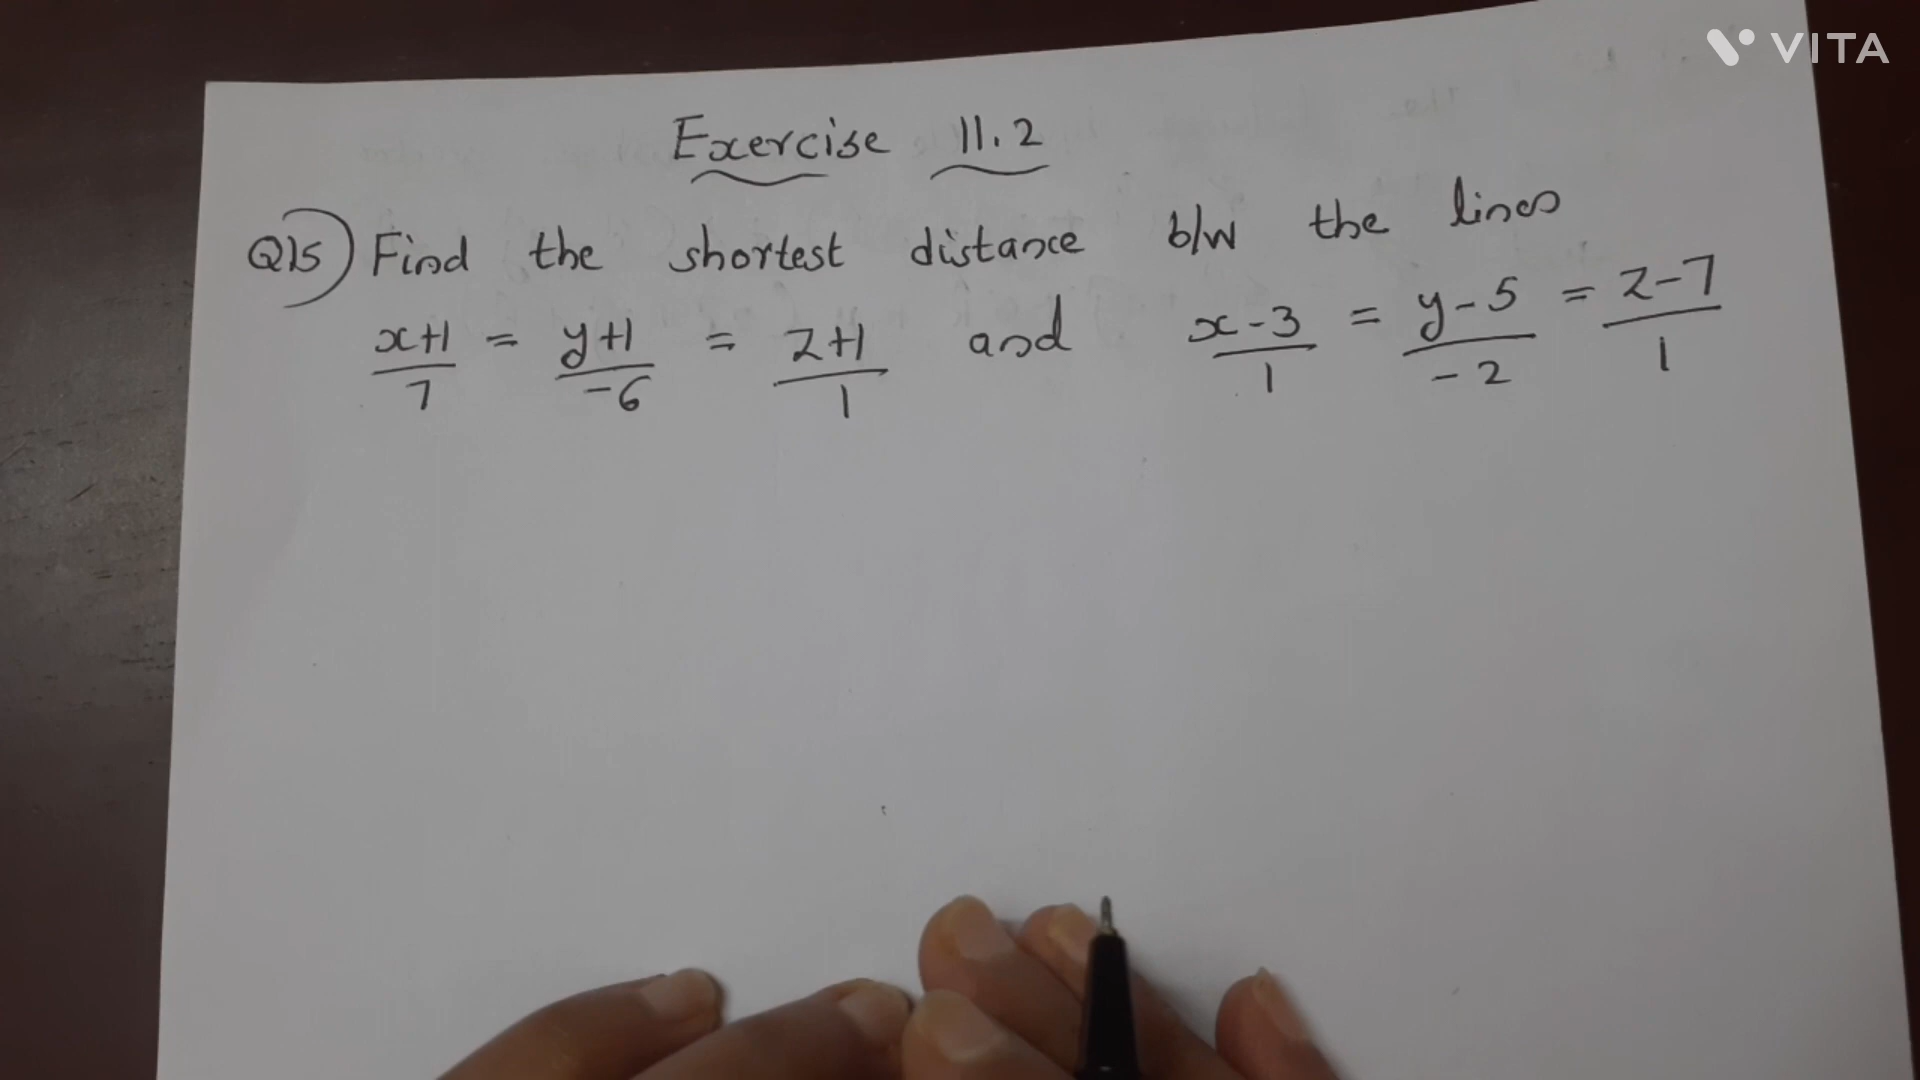 VITA
Exercise 11.2
Q15) Find the shortest distance b/w the lines
x+1/7 = y+1/-6 = z+1/1 and x-3/1 = y-5/-2 = z-7/1